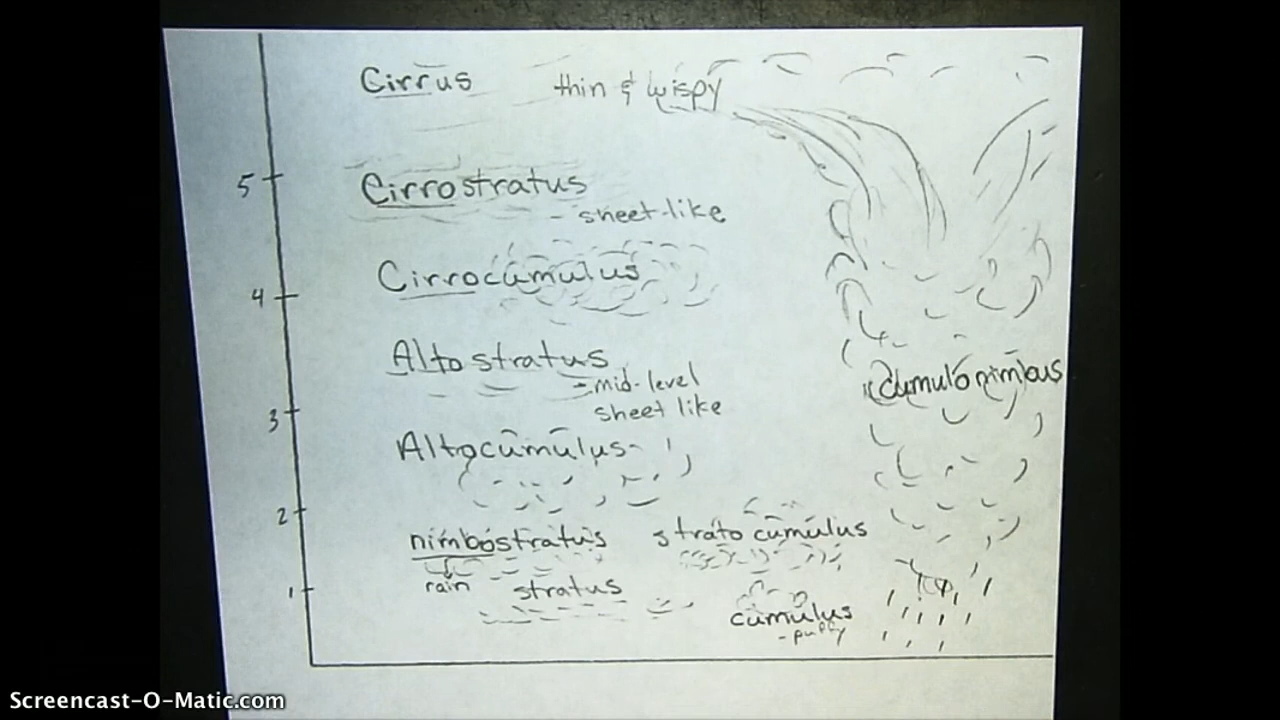 Cirrus thin & wispy
5
Cirrostratus
- sheet-like
Cirrocumulus
4
Altostratus
- mid-level
sheet like
cumulonimbus
3
Altocumulus
2
nimbostratus stratocumulus
rain
1
stratus
cumulus
- puffy
Screencast-O-Matic.com